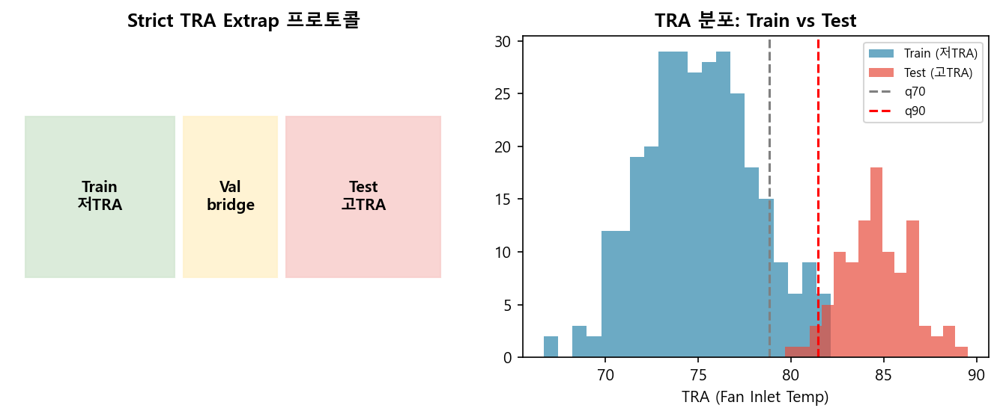 Strict TRA Extrap 프로토콜
Train
저TRA
Val
bridge
Test
고TRA
TRA 분포: Train vs Test
Train (저TRA)
Test (고TRA)
q70
q90
30
25
20
15
10
5
0
70
75
80
85
90
TRA (Fan Inlet Temp)